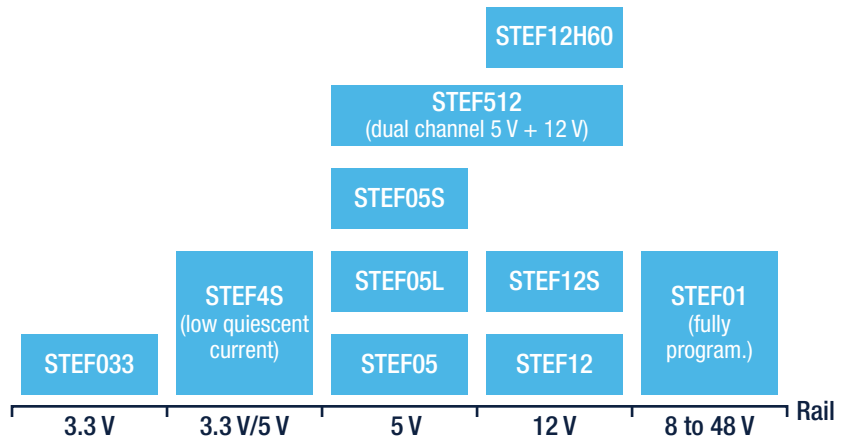 STEF12H60
STEF512
(dual channel 5 V + 12 V)
STEF05S
STEF4S
(low quiescent
current)
STEF05L
STEF12S
STEF01
(fully
program.)
STEF033
STEF05
STEF12
3.3 V
3.3 V/5 V
5 V
12 V
8 to 48 V
Rail